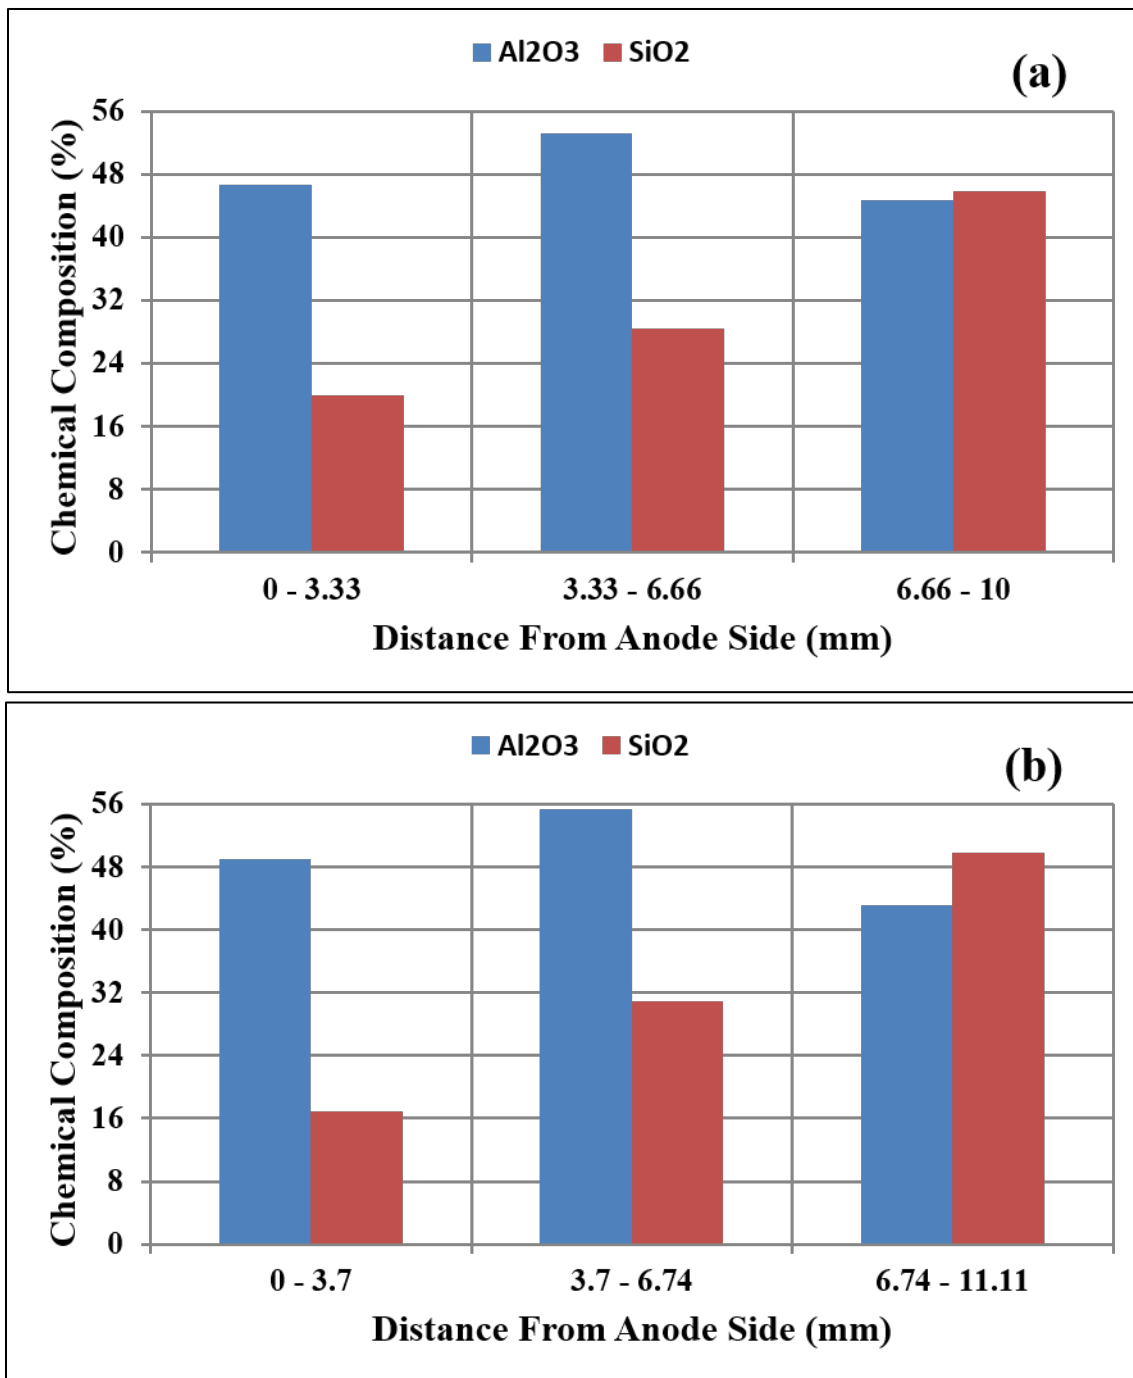 Al2O3 SiO2
(a)
Chemical Composition (%)
56
48
40
32
24
16
8
0
0 - 3.33 3.33 - 6.66 6.66 - 10
Distance From Anode Side (mm)
Al2O3 SiO2
(b)
Chemical Composition (%)
56
48
40
32
24
16
8
0
0 - 3.7 3.7 - 6.74 6.74 - 11.11
Distance From Anode Side (mm)